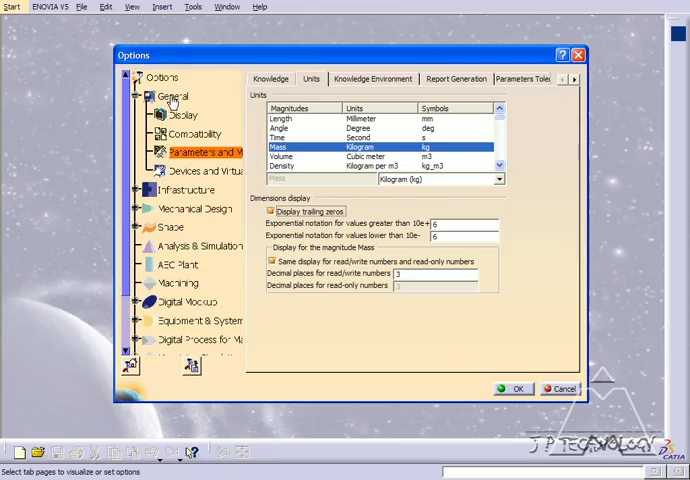 Start ENOVIA V5 File Edit View Insert Tools Window Help
Options
Options
General
Display
Compatibility
Parameters and M
Devices and Virtua
Infrastructure
Mechanical Design
Shape
Analysis & Simulation
AEC Plant
Machining
Digital Mockup
Equipment & System
Digital Process for Ma
Knowledge Units Knowledge Environment Report Generation Parameters Toler
Units
Magnitudes Units Symbols
Length Millimeter mm
Angle Degree deg
Time Second s
Mass Kilogram kg
Volume Cubic meter m3
Density Kilogram per m3 kg_m3
Mass Kilogram (kg)
Dimensions display
Display trailing zeros
Exponential notation for values greater than 10e+ 6
Exponential notation for values lower than 10e- 6
Display for the magnitude Mass
Same display for read/write numbers and read-only numbers
Decimal places for read/write numbers 3
Decimal places for read-only numbers 3
OK Cancel
J P TECHNOLOGY
CATIA
Select tab pages to visualize or set options